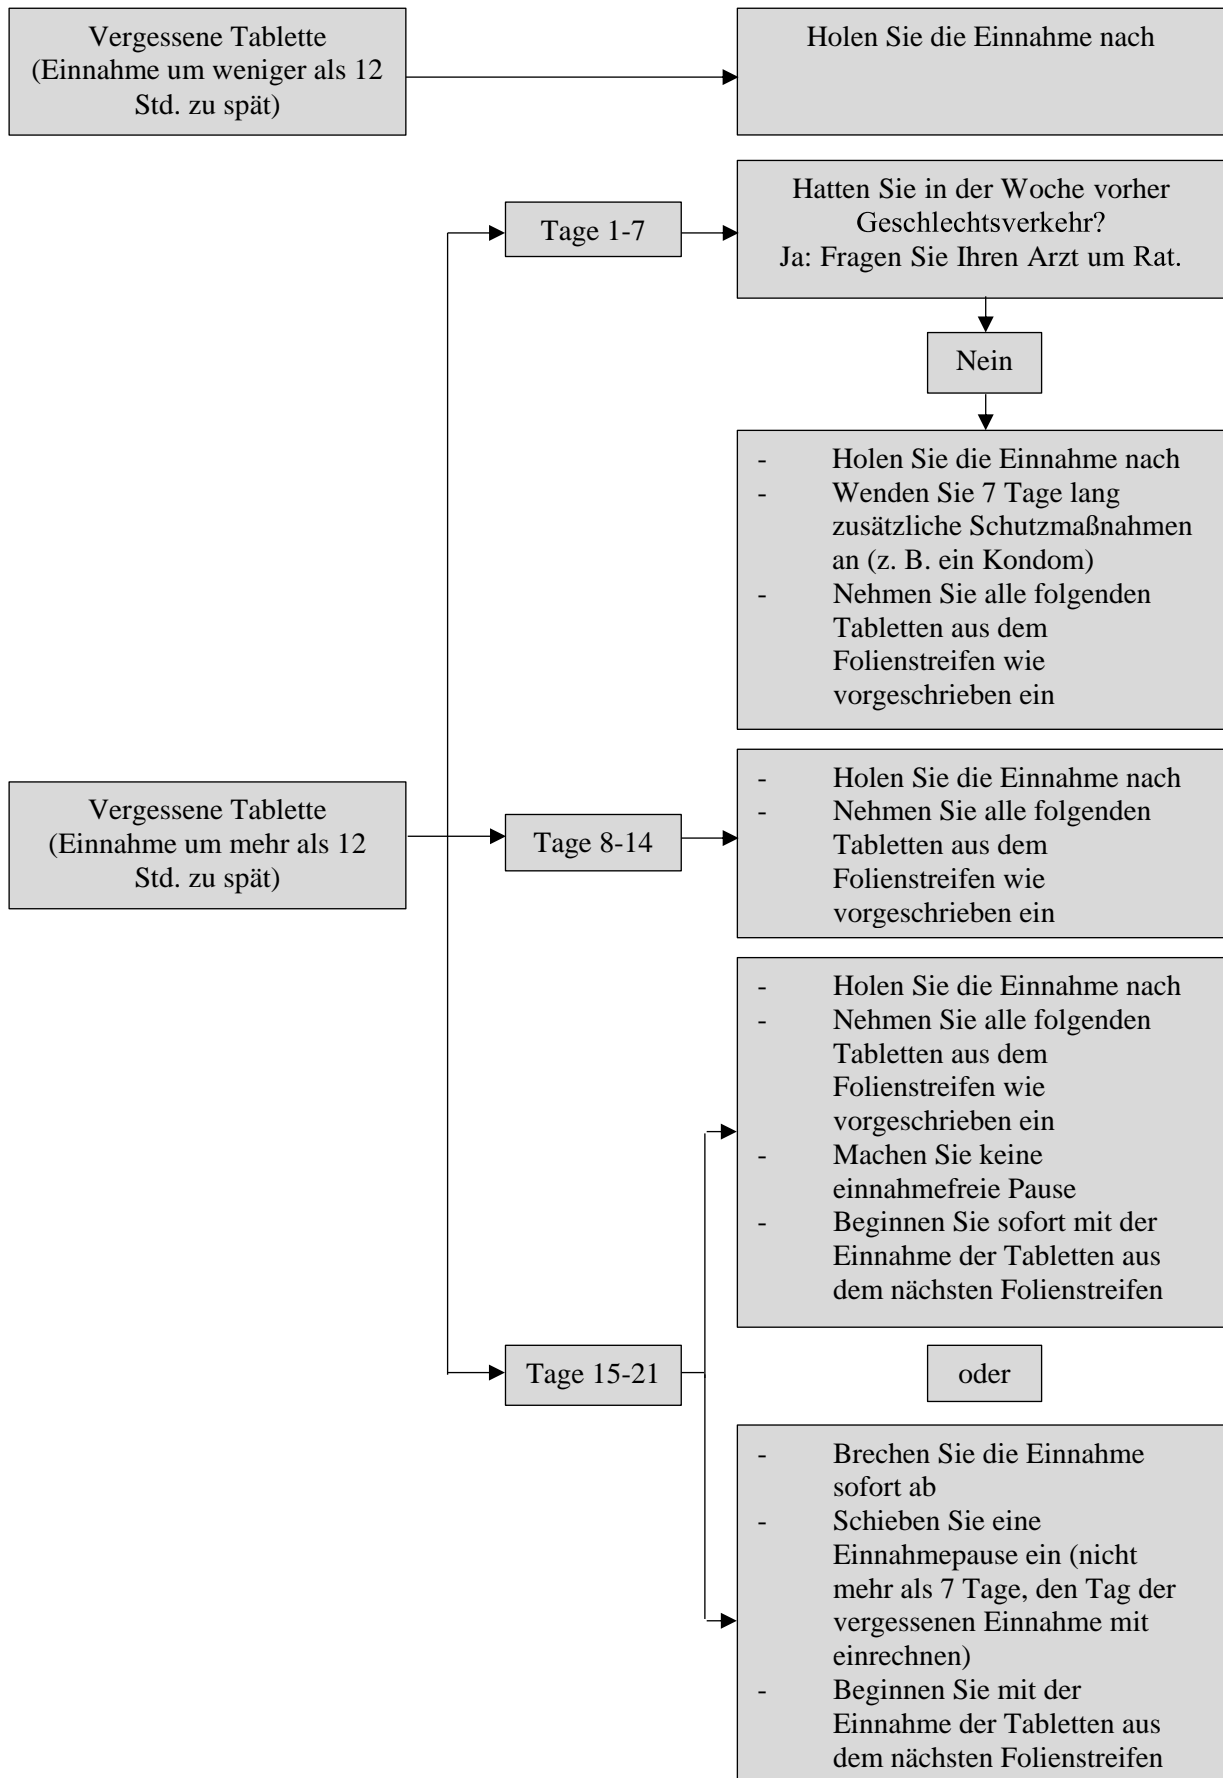 Vergessene Tablette
(Einnahme um weniger als 12
Std. zu spät)
Holen Sie die Einnahme nach
Tage 1-7
Hatten Sie in der Woche vorher
Geschlechtsverkehr?
Ja: Fragen Sie Ihren Arzt um Rat.
Nein
- Holen Sie die Einnahme nach
- Wenden Sie 7 Tage lang
zusätzliche Schutzmaßnahmen
an (z. B. ein Kondom)
- Nehmen Sie alle folgenden
Tabletten aus dem
Folienstreifen wie
vorgeschrieben ein
Vergessene Tablette
(Einnahme um mehr als 12
Std. zu spät)
Tage 8-14
- Holen Sie die Einnahme nach
- Nehmen Sie alle folgenden
Tabletten aus dem
Folienstreifen wie
vorgeschrieben ein
Tage 15-21
- Holen Sie die Einnahme nach
- Nehmen Sie alle folgenden
Tabletten aus dem
Folienstreifen wie
vorgeschrieben ein
- Machen Sie keine
einnahmefreie Pause
- Beginnen Sie sofort mit der
Einnahme der Tabletten aus
dem nächsten Folienstreifen
oder
- Brechen Sie die Einnahme
sofort ab
- Schieben Sie eine
Einnahmepause ein (nicht
mehr als 7 Tage, den Tag der
vergessenen Einnahme mit
einrechnen)
- Beginnen Sie mit der
Einnahme der Tabletten aus
dem nächsten Folienstreifen